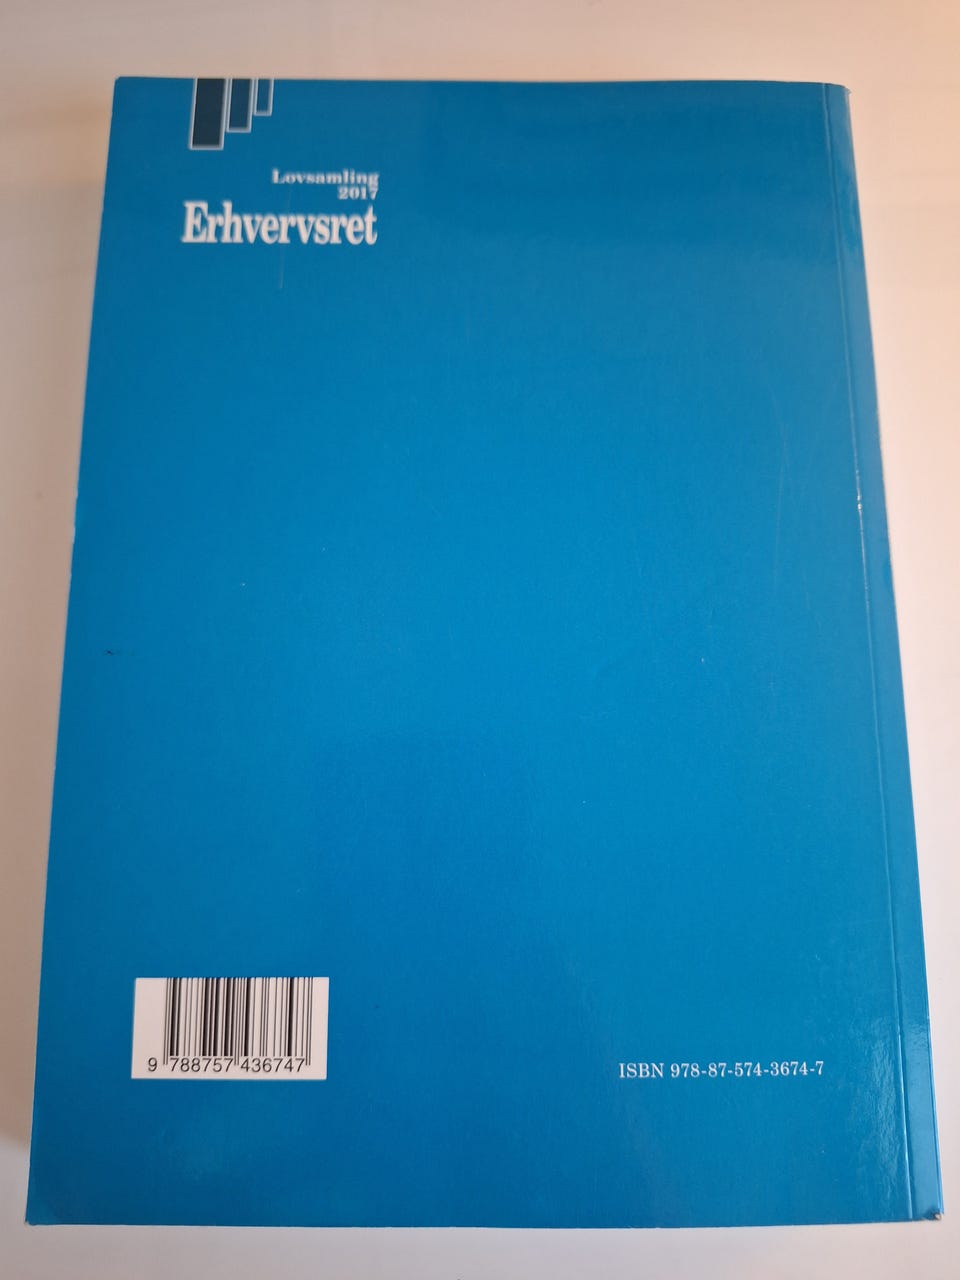 Lovsamling
2017
Erhvervsret
9 788757 436747
ISBN 978-87-574-3674-7